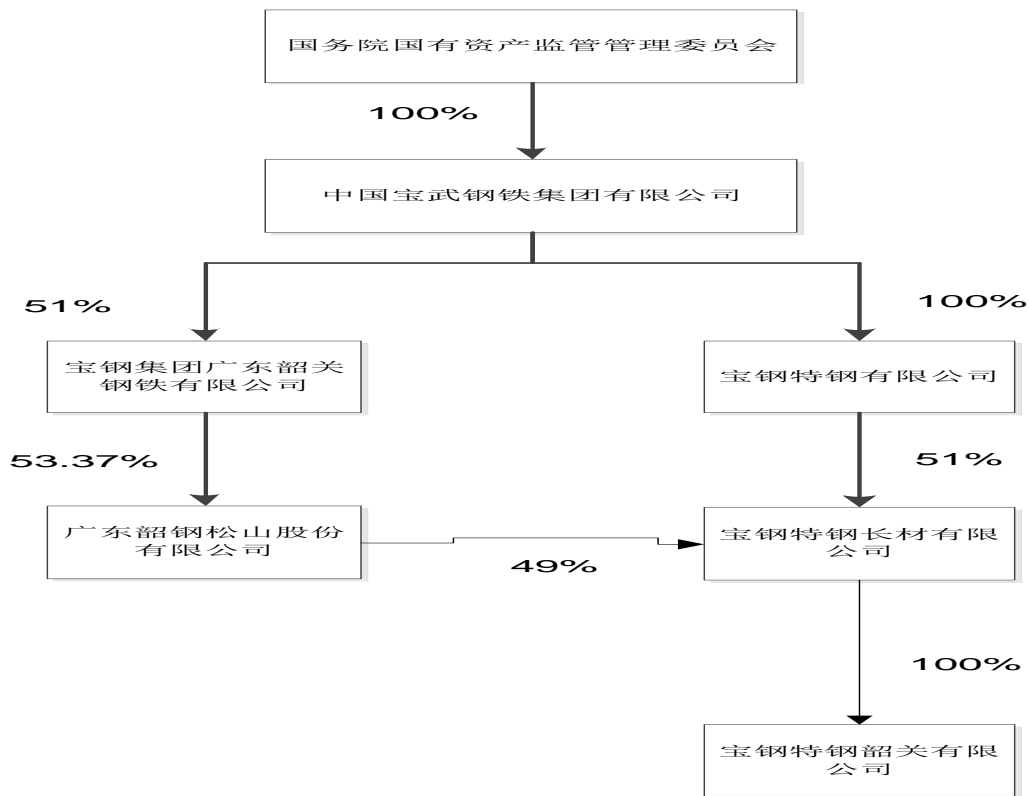 国务院国有资产监管管理委员会
100%
中国宝武钢铁集团有限公司
51%
100%
宝钢集团广东韶关
钢铁有限公司
宝钢特钢有限公司
53.37%
51%
广东韶钢松山股份
有限公司
宝钢特钢长材有限
公司
49%
100%
宝钢特钢韶关有限
公司